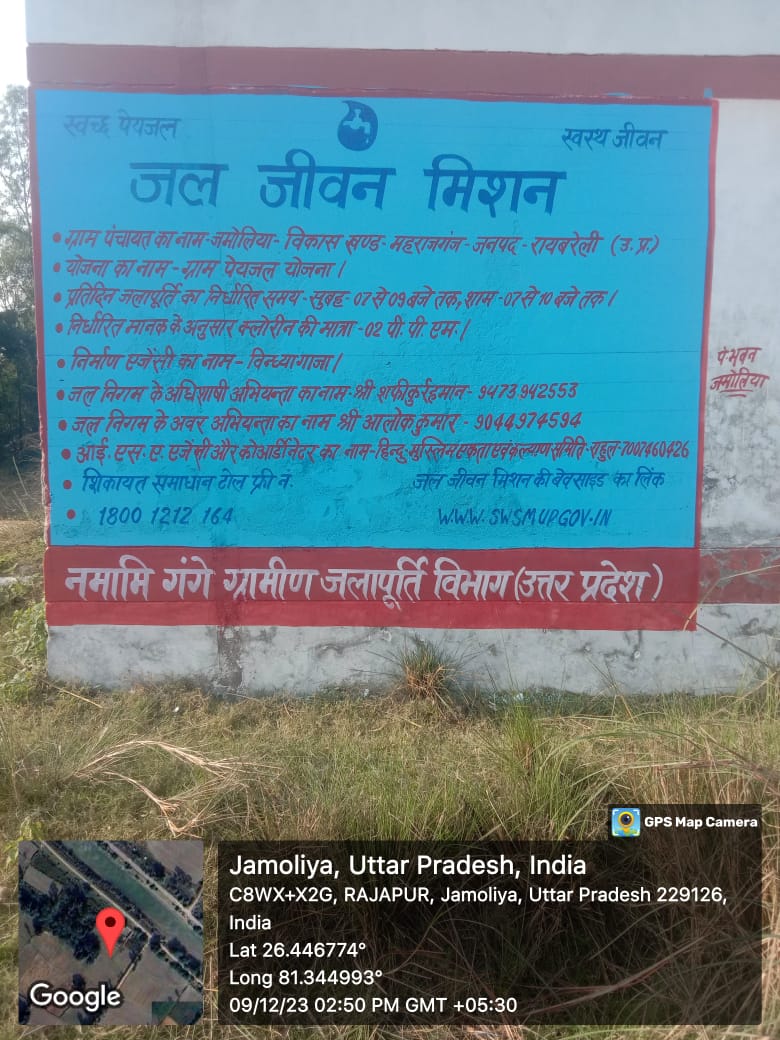 स्वच्छ पेयजल
स्वस्थ जीवन
जल जीवन मिशन
• ग्राम पंचायत का नाम-जमोलिया- विकास खण्ड- महराजगंज- जनपद- रायबरेली (उ.प्र.)
• योजना का नाम - ग्राम पेयजल योजना।
• प्रतिदिन जलापूर्ति का निर्धारित समय - सुबह- 07 से 09 बजे तक, शाम -07 से 10 बजे तक।
• निर्धारित मानक के अनुसार क्लोरीन की मात्रा - 02 पी. पी. एम.।
• निर्माण एजेंसी का नाम - विन्ध्यागाजा।
• जल निगम के अधिशाषी अभियन्ता का नाम- श्री शफीकुर्रहमान- 9473942553
• जल निगम के अवर अभियन्ता का नाम श्री आलोक कुमार - 9044974594
• आई. एस. ए. एजेंसी और कोआर्डीनेटर का नाम-हिन्दु मुस्लिम एकता एवं कल्याण समिति-राहुल-7007460426
• शिकायत समाधान टोल फ्री नं.
जल जीवन मिशन की वेबसाइड का लिंक
• 1800 1212 164
W.W.W. SWSMUPGOV.IN
नमामि गंगे ग्रामीण जलापूर्ति विभाग (उत्तर प्रदेश)
पंप भवन
जमोलिया
GPS Map Camera
Jamoliya, Uttar Pradesh, India
C8WX+X2G, RAJAPUR, Jamoliya, Uttar Pradesh 229126,
India
Lat 26.446774°
Long 81.344993°
09/12/23 02:50 PM GMT +05:30
Google